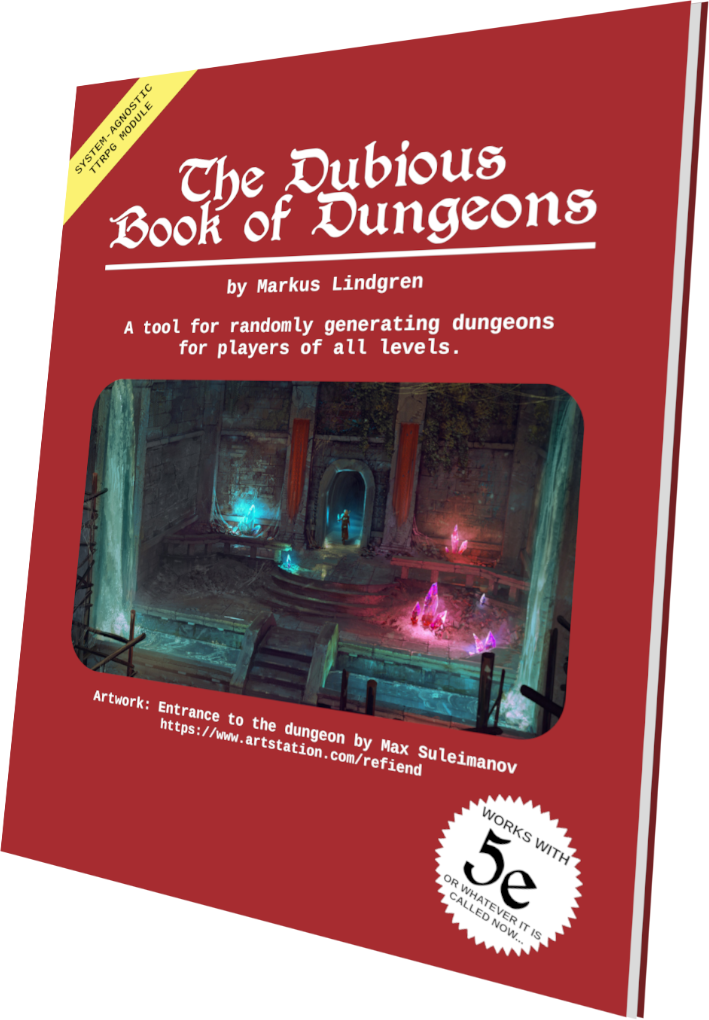 SYSTEM-AGNOSTIC
TTRPG MODULE
The Dubious
Book of Dungeons
by Markus Lindgren
A tool for randomly generating dungeons
for players of all levels.
Artwork: Entrance to the dungeon by Max Suleimanov
https://www.artstation.com/refiend
WORKS WITH
5e
OR WHATEVER IT IS
CALLED NOW...